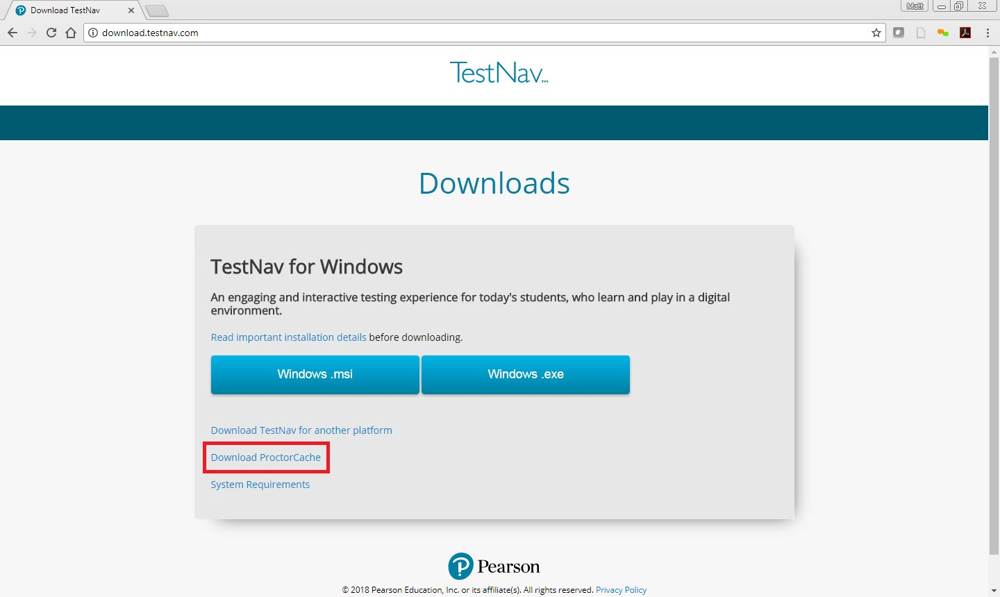 Download TestNav
Matt
download.testnav.com
TestNav™
Downloads
TestNav for Windows
An engaging and interactive testing experience for today's students, who learn and play in a digital
environment.
Read important installation details before downloading.
Windows .msi
Windows .exe
Download TestNav for another platform
Download ProctorCache
System Requirements
Pearson
© 2018 Pearson Education, Inc. or its affiliate(s). All rights reserved. Privacy Policy